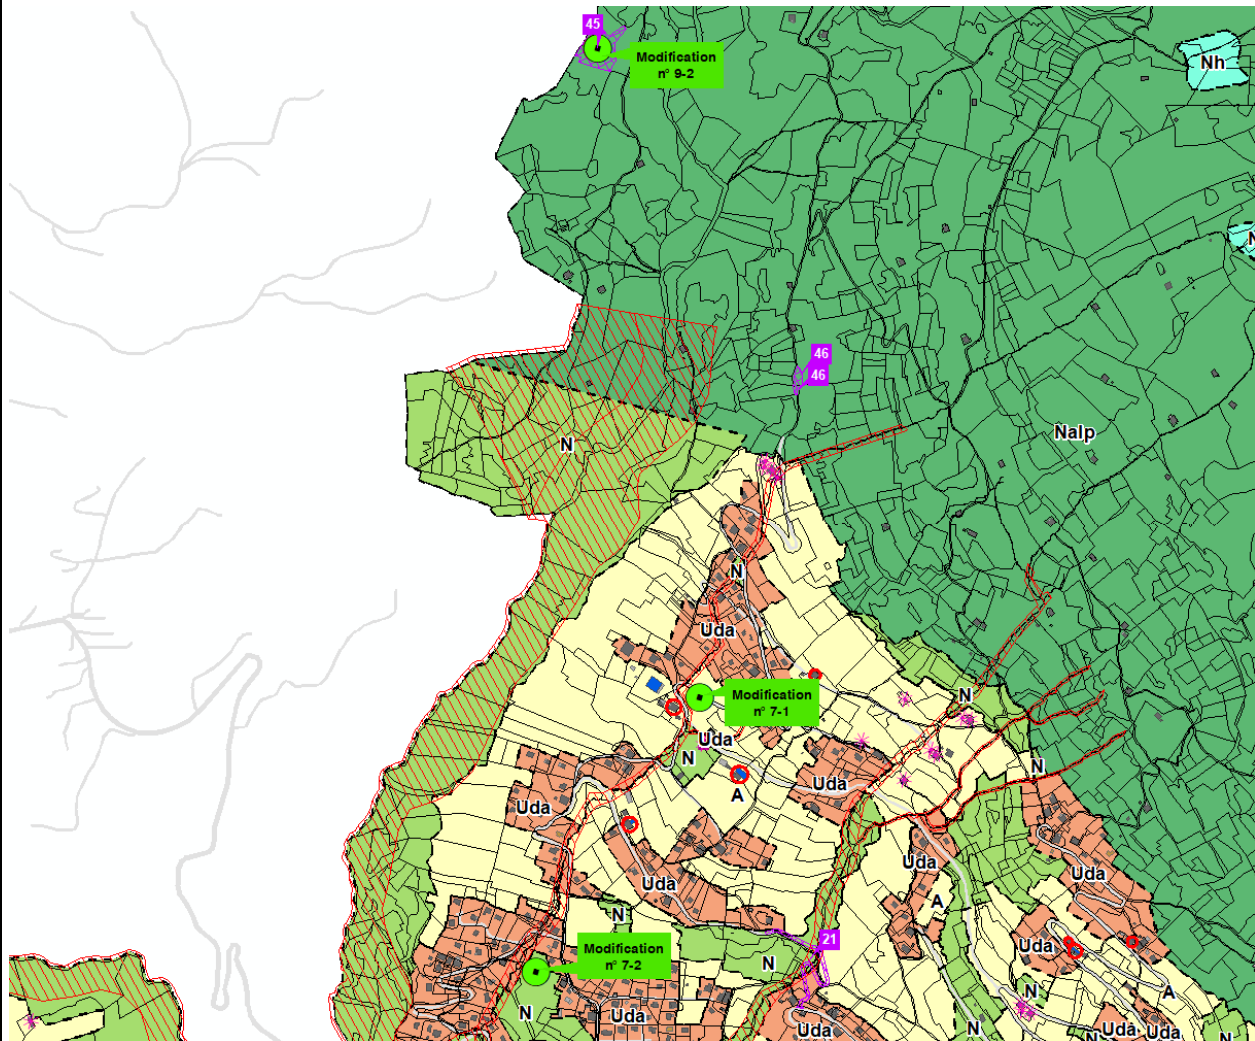 45
Modification
n° 9-2
Nh
N
46
46
Nalp
N
N
Uda
N
Modification
n° 7-1
Uda
N
N
Uda
A
Uda
Uda
Uda
Uda
A
N
21
Uda
Modification
n° 7-2
N
N
A
N
Uda
Uda
N
N
Uda
Uda
N